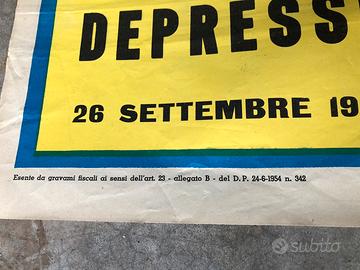 DEPRESS
26 SETTEMBRE 19
Esente da gravami fiscali ai sensi dell'art. 23 - allegato B - del D. P. 24-6-1954 n. 342
subito